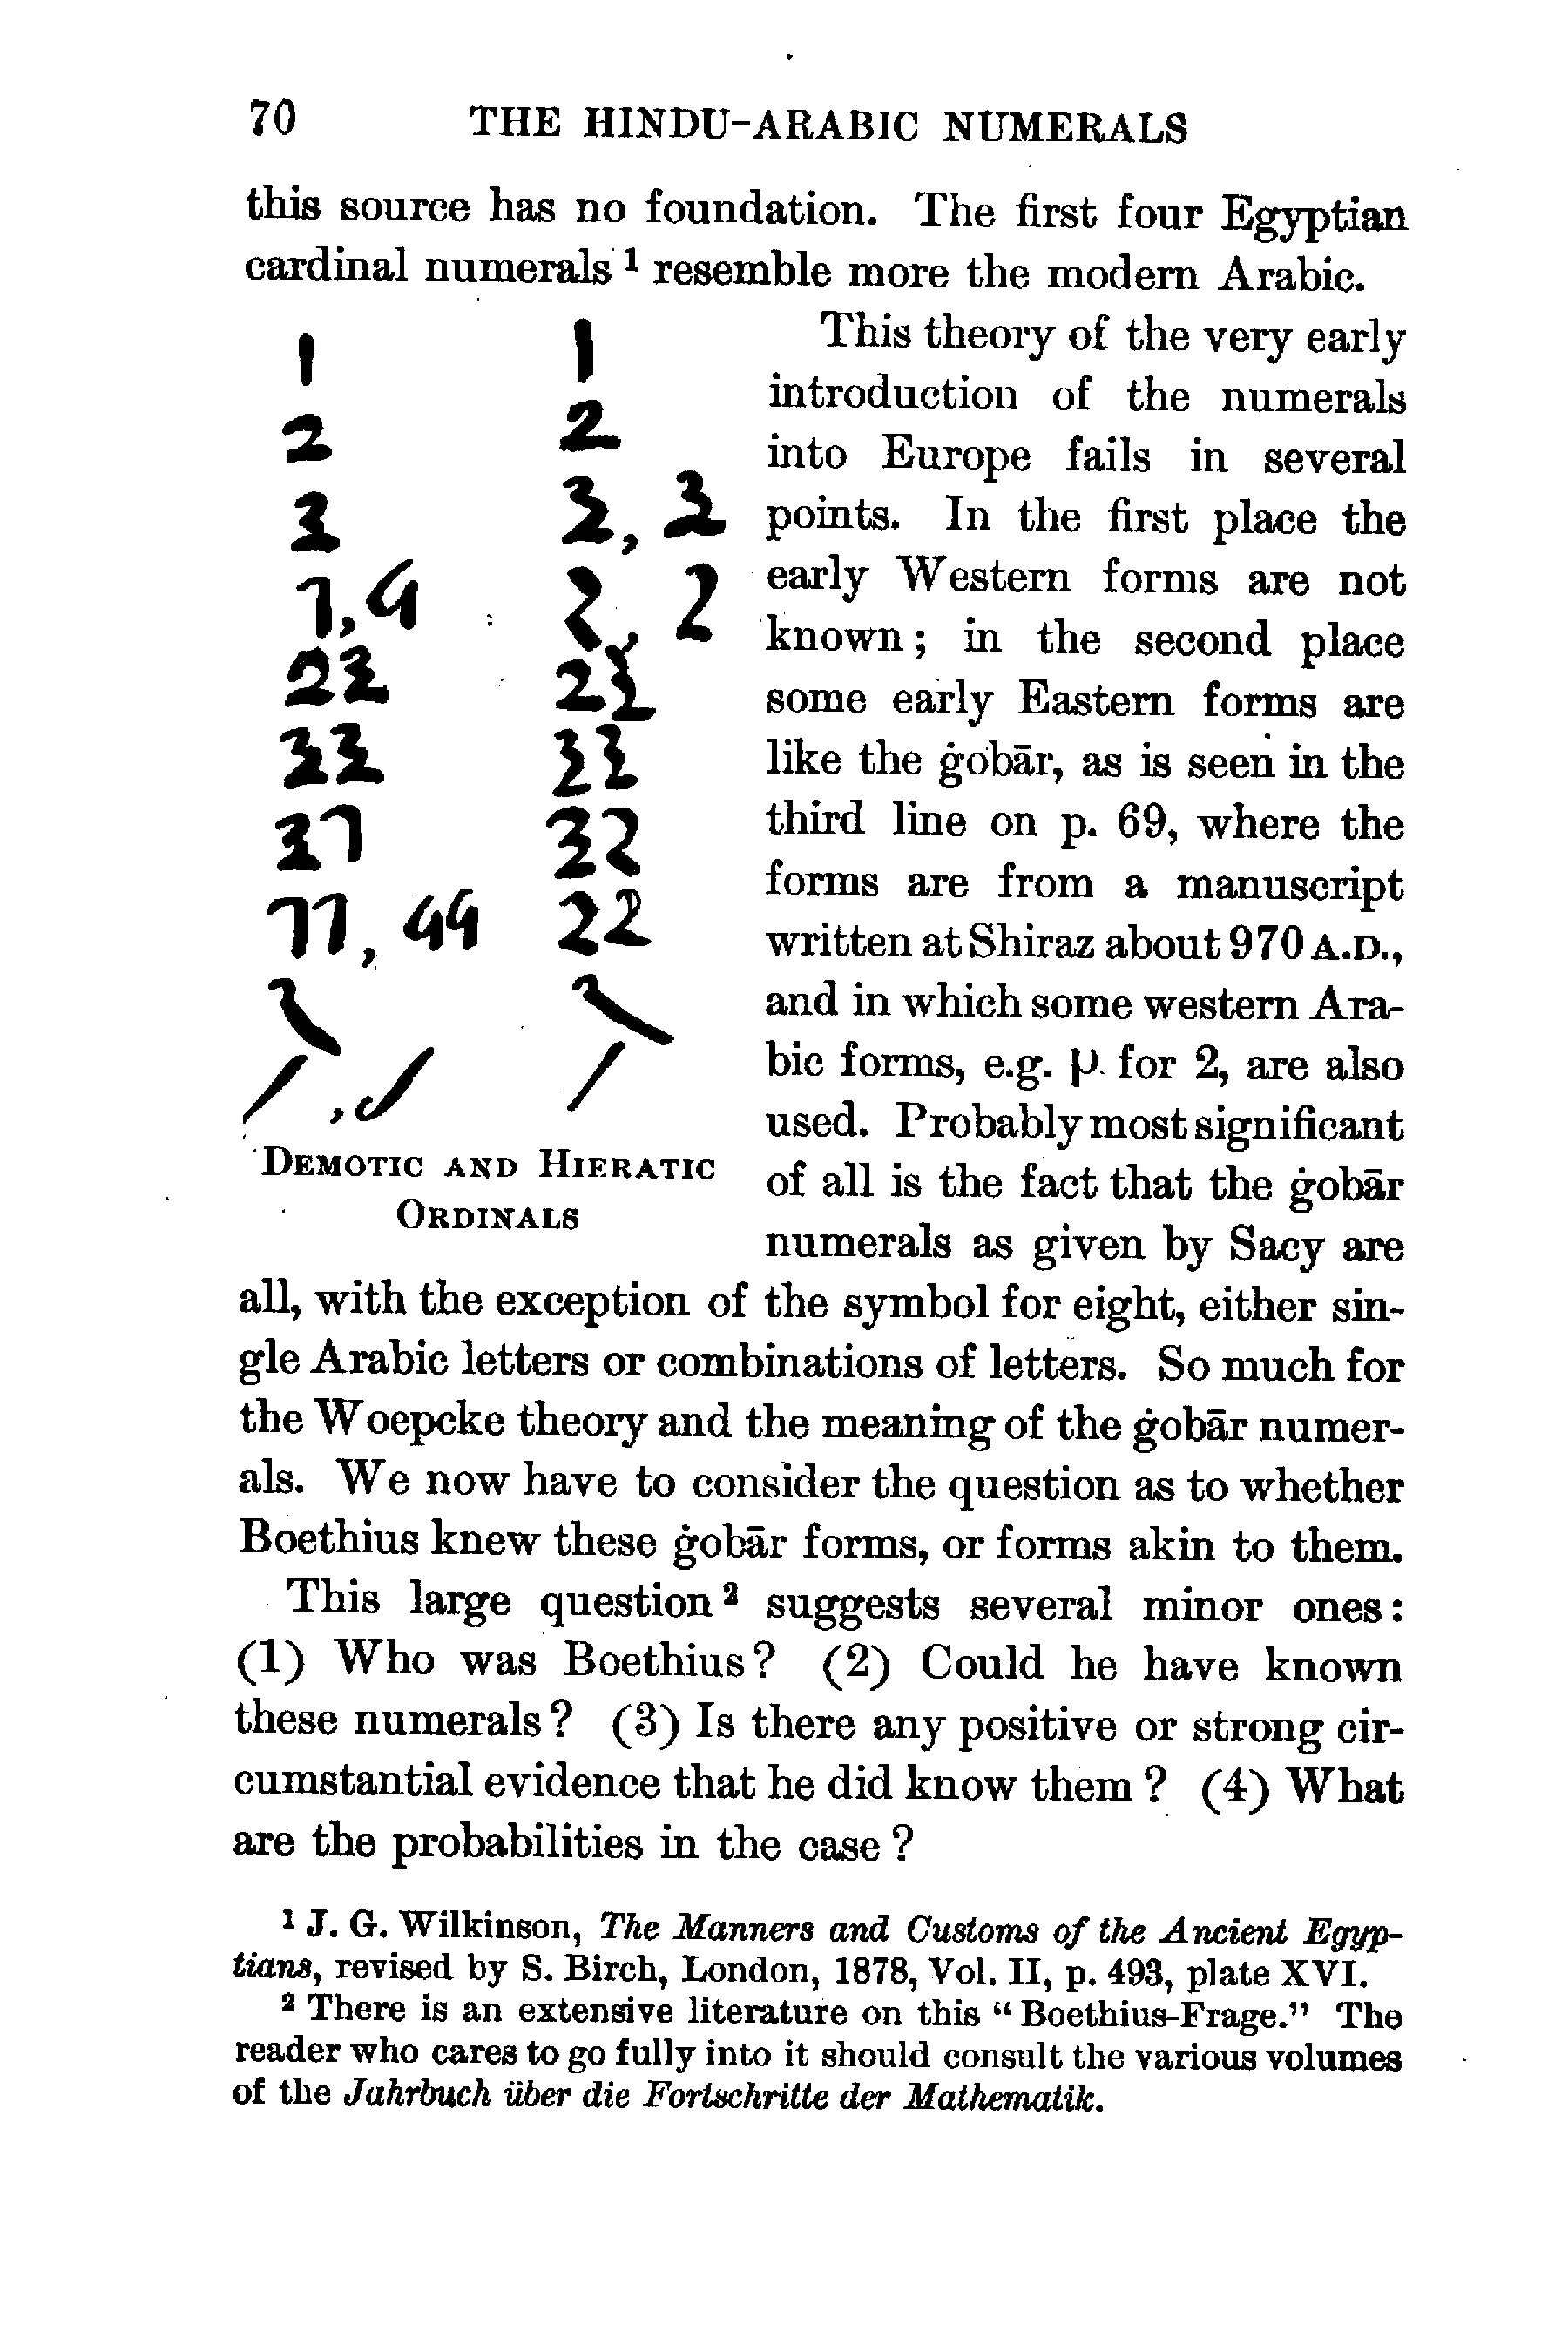 70 THE HINDU-ARABIC NUMERALS
this source has no foundation. The first four Egyptian
cardinal numerals ¹ resemble more the modern Arabic.
This theory of the very early
introduction of the numerals
into Europe fails in several
points. In the first place the
early Western forms are not
known; in the second place
some early Eastern forms are
like the ġobār, as is seen in the
third line on p. 69, where the
forms are from a manuscript
written at Shiraz about 970 A.D.,
and in which some western Ara-
bic forms, e.g. for 2, are also
used. Probably most significant
of all is the fact that the ġobār
numerals as given by Sacy are
DEMOTIC AND HIERATIC
ORDINALS
all, with the exception of the symbol for eight, either sin-
gle Arabic letters or combinations of letters. So much for
the Woepcke theory and the meaning of the ġobār numer-
als. We now have to consider the question as to whether
Boethius knew these ġobār forms, or forms akin to them.
This large question ² suggests several minor ones:
(1) Who was Boethius? (2) Could he have known
these numerals? (3) Is there any positive or strong cir-
cumstantial evidence that he did know them? (4) What
are the probabilities in the case?
¹ J. G. Wilkinson, The Manners and Customs of the Ancient Egyp-
tians, revised by S. Birch, London, 1878, Vol. II, p. 493, plate XVI.
² There is an extensive literature on this "Boethius-Frage." The
reader who cares to go fully into it should consult the various volumes
of the Jahrbuch über die Fortschritte der Mathematik.